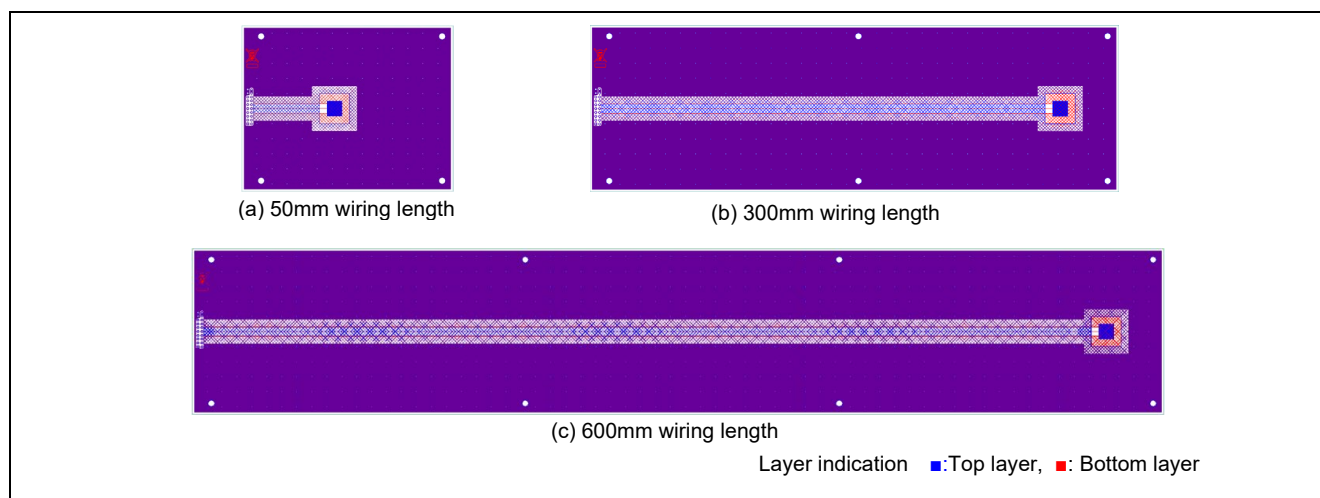 (a) 50mm wiring length
(b) 300mm wiring length
(c) 600mm wiring length
Layer indication ■:Top layer, ■: Bottom layer